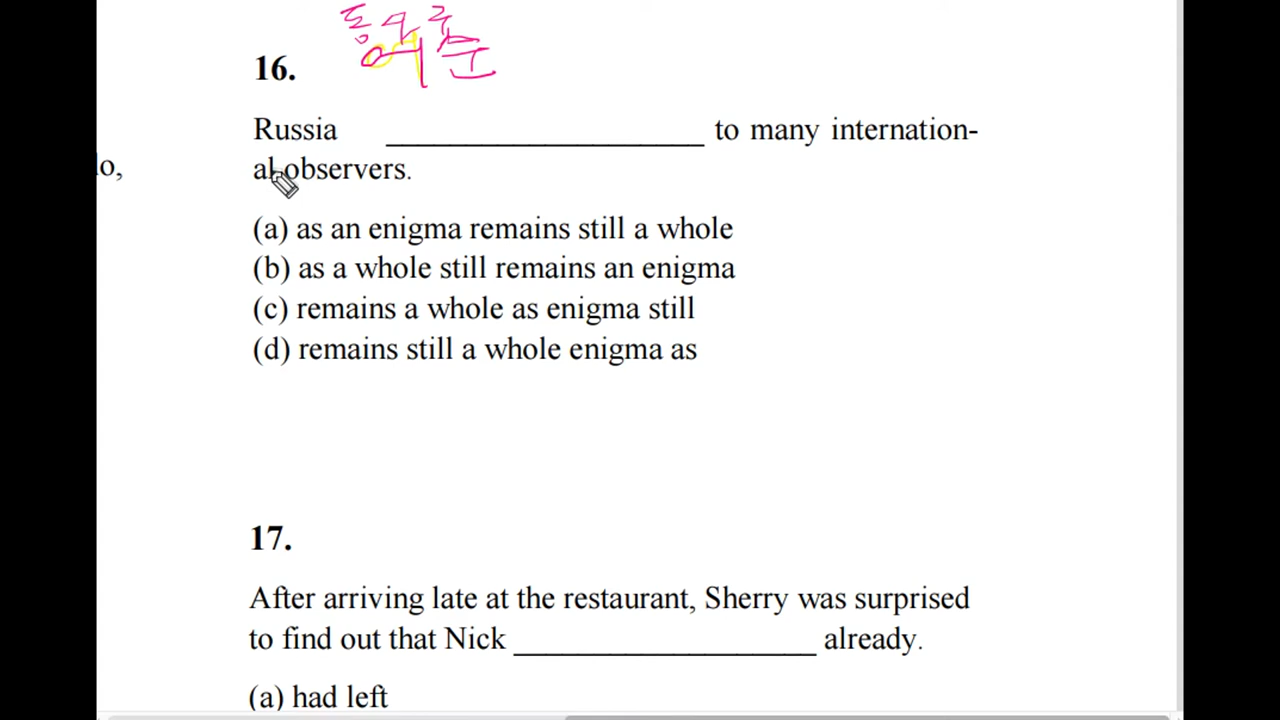 16.
Russia ____________________ to many internation-
lo,
al observers.
(a) as an enigma remains still a whole
(b) as a whole still remains an enigma
(c) remains a whole as enigma still
(d) remains still a whole enigma as
17.
After arriving late at the restaurant, Sherry was surprised
to find out that Nick ___________________ already.
(a) had left